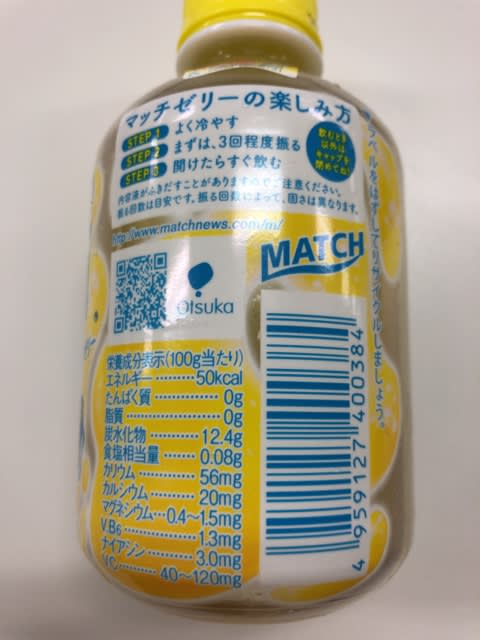 マッチゼリーの楽しみ方
STEP 1 よく冷やす
STEP 2 まずは、3回程度振る
STEP 3 開けたらすぐ飲む
飲むとき
以外は、
キャップを
閉めてね!
内容液がふきだすことがありますのでご注意ください。
振る回数は目安です。振る回数によって、固さは異なります。
http://www.matchnews.com/mf
MATCH
Otsuka
栄養成分表示(100g当たり)
エネルギー………50kcal
たんぱく質………0g
脂質………0g
炭水化物………12.4g
食塩相当量………0.08g
カリウム………56mg
カルシウム………20mg
マグネシウム…0.4〜1.5mg
V.B6………1.3mg
ナイアシン………3.0mg
V.C………40〜120mg
4 959127 400384
ラベルをはずしてリサイクルしましょう。